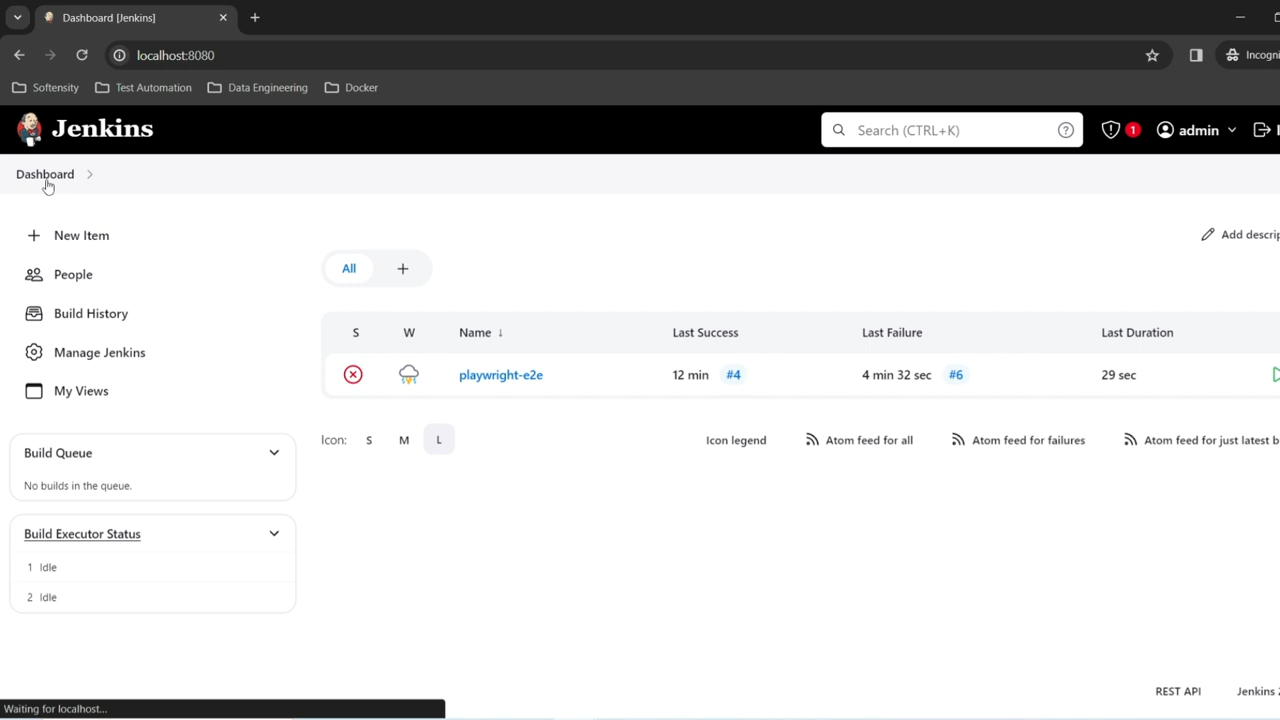 Dashboard [Jenkins]
localhost:8080
Incogni
Softensity
Test Automation
Data Engineering
Docker
Jenkins
Search (CTRL+K)
1
admin
Dashboard
New Item
People
Build History
Manage Jenkins
My Views
Add descrip
All
S W Name ↓ Last Success Last Failure Last Duration
playwright-e2e 12 min #4 4 min 32 sec #6 29 sec
Icon: S M L
Icon legend
Atom feed for all
Atom feed for failures
Atom feed for just latest b
Build Queue
No builds in the queue.
Build Executor Status
1 Idle
2 Idle
REST API
Jenkins 2
Waiting for localhost...